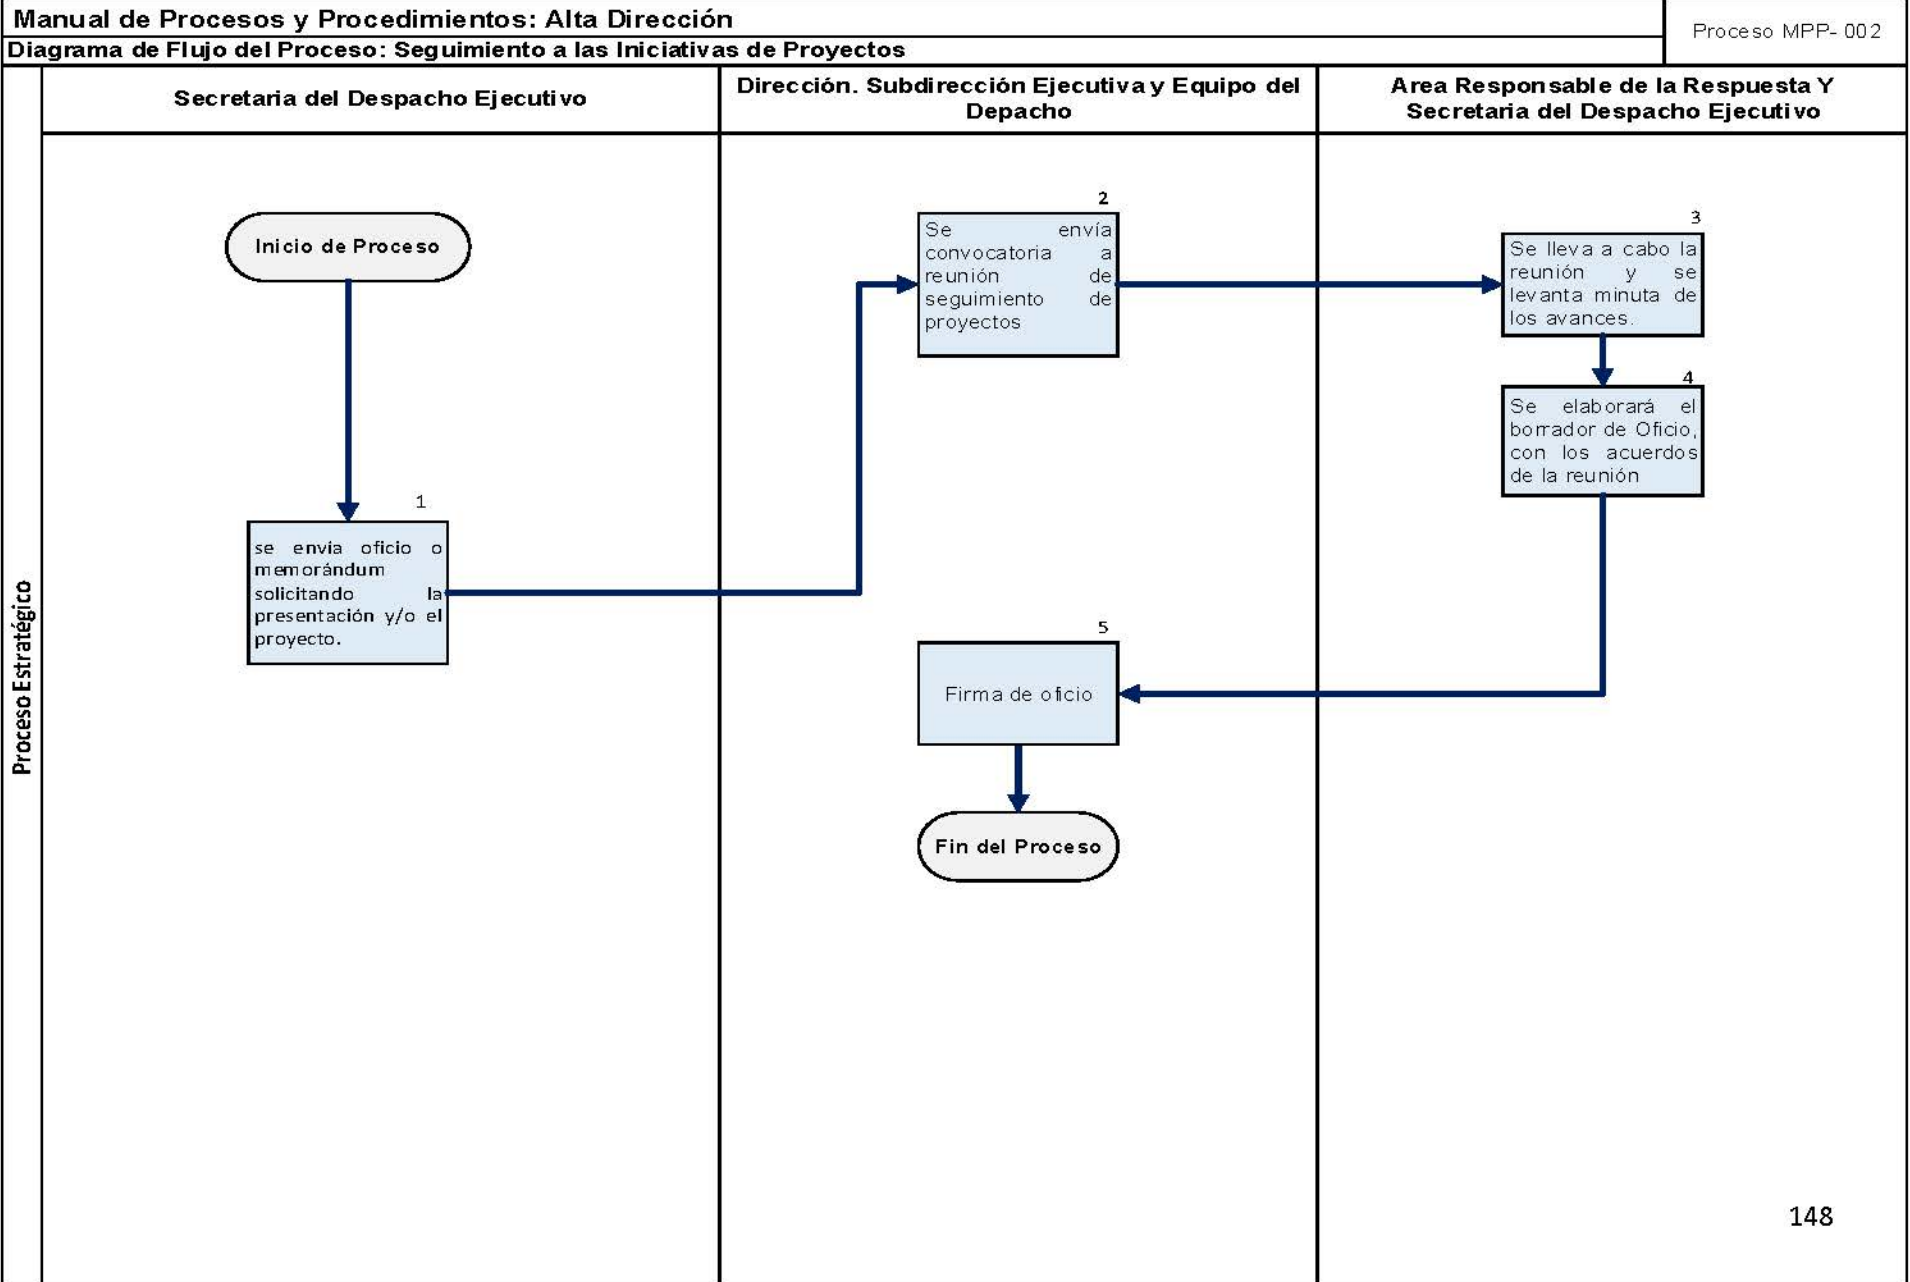 Manual de Procesos y Procedimientos: Alta Dirección
Proceso MPP- 002
Diagrama de Flujo del Proceso: Seguimiento a las Iniciativas de Proyectos
Secretaria del Despacho Ejecutivo
Dirección. Subdirección Ejecutiva y Equipo del
Depacho
Area Responsable de la Respuesta Y
Secretaria del Despacho Ejecutivo
Proceso Estratégico
Inicio de Proceso
1
se envía oficio o
memorándum
solicitando la
presentación y/o el
proyecto.
2
Se envía
convocatoria a
reunión de
seguimiento de
proyectos
3
Se lleva a cabo la
reunión y se
levanta minuta de
los avances.
4
Se elaborará el
borrador de Oficio,
con los acuerdos
de la reunión
5
Firma de oficio
Fin del Proceso
148